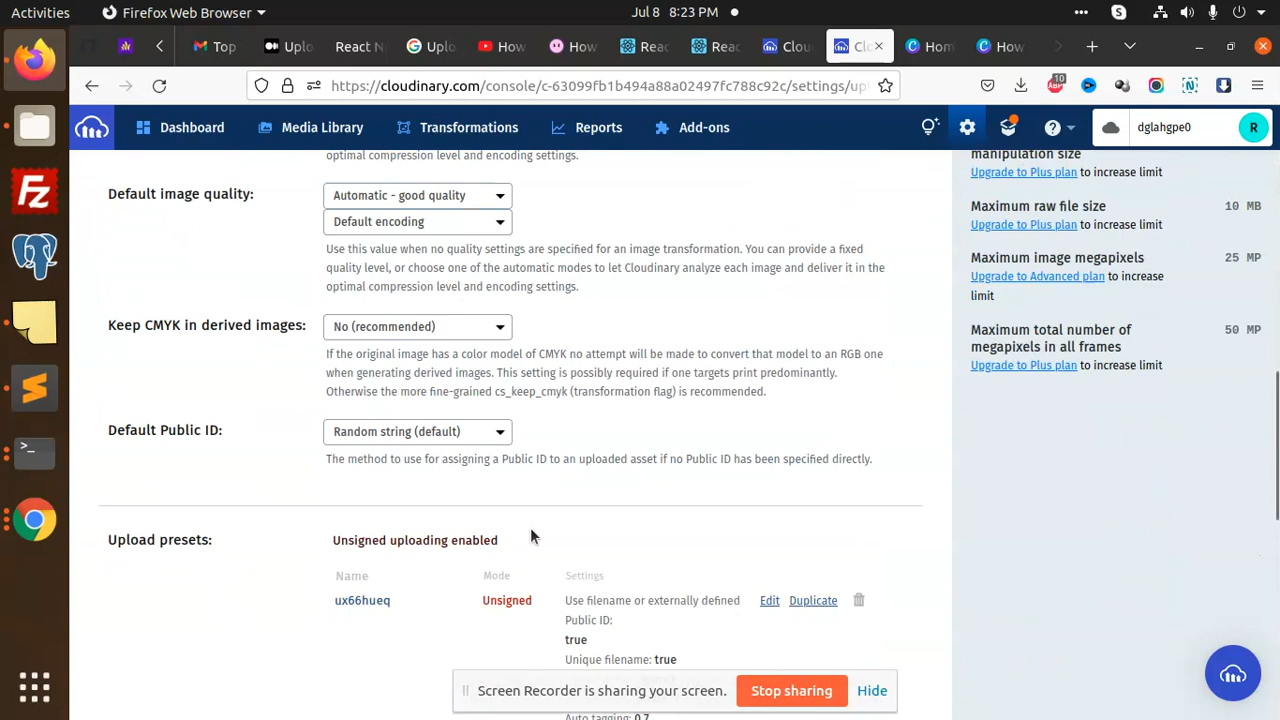 Activities
Firefox Web Browser
Jul 8 8:23 PM
Top
Uplo
React N
Uplo
How
How
Reac
Reac
Cloud
Clo
Hom
How
https://cloudinary.com/console/c-63099fb1b494a88a02497fc788c92c/settings/up
10
Dashboard
Media Library
Transformations
Reports
Add-ons
dglahgpe0
R
optimal compression level and encoding settings.
Default image quality:
Automatic - good quality
Default encoding
Use this value when no quality settings are specified for an image transformation. You can provide a fixed
quality level, or choose one of the automatic modes to let Cloudinary analyze each image and deliver it in the
optimal compression level and encoding settings.
Keep CMYK in derived images:
No (recommended)
If the original image has a color model of CMYK no attempt will be made to convert that model to an RGB one
when generating derived images. This setting is possibly required if one targets print predominantly.
Otherwise the more fine-grained cs_keep_cmyk (transformation flag) is recommended.
Default Public ID:
Random string (default)
The method to use for assigning a Public ID to an uploaded asset if no Public ID has been specified directly.
Upload presets:
Unsigned uploading enabled
Name
Mode
Settings
ux66hueq
Unsigned
Use filename or externally defined
Public ID:
true
Unique filename: true
Edit
Duplicate
Auto tagging: 0.7
manipulation size
Upgrade to Plus plan to increase limit
Maximum raw file size
10 MB
Upgrade to Plus plan to increase limit
Maximum image megapixels
25 MP
Upgrade to Advanced plan to increase
limit
Maximum total number of
megapixels in all frames
50 MP
Upgrade to Plus plan to increase limit
Screen Recorder is sharing your screen.
Stop sharing
Hide